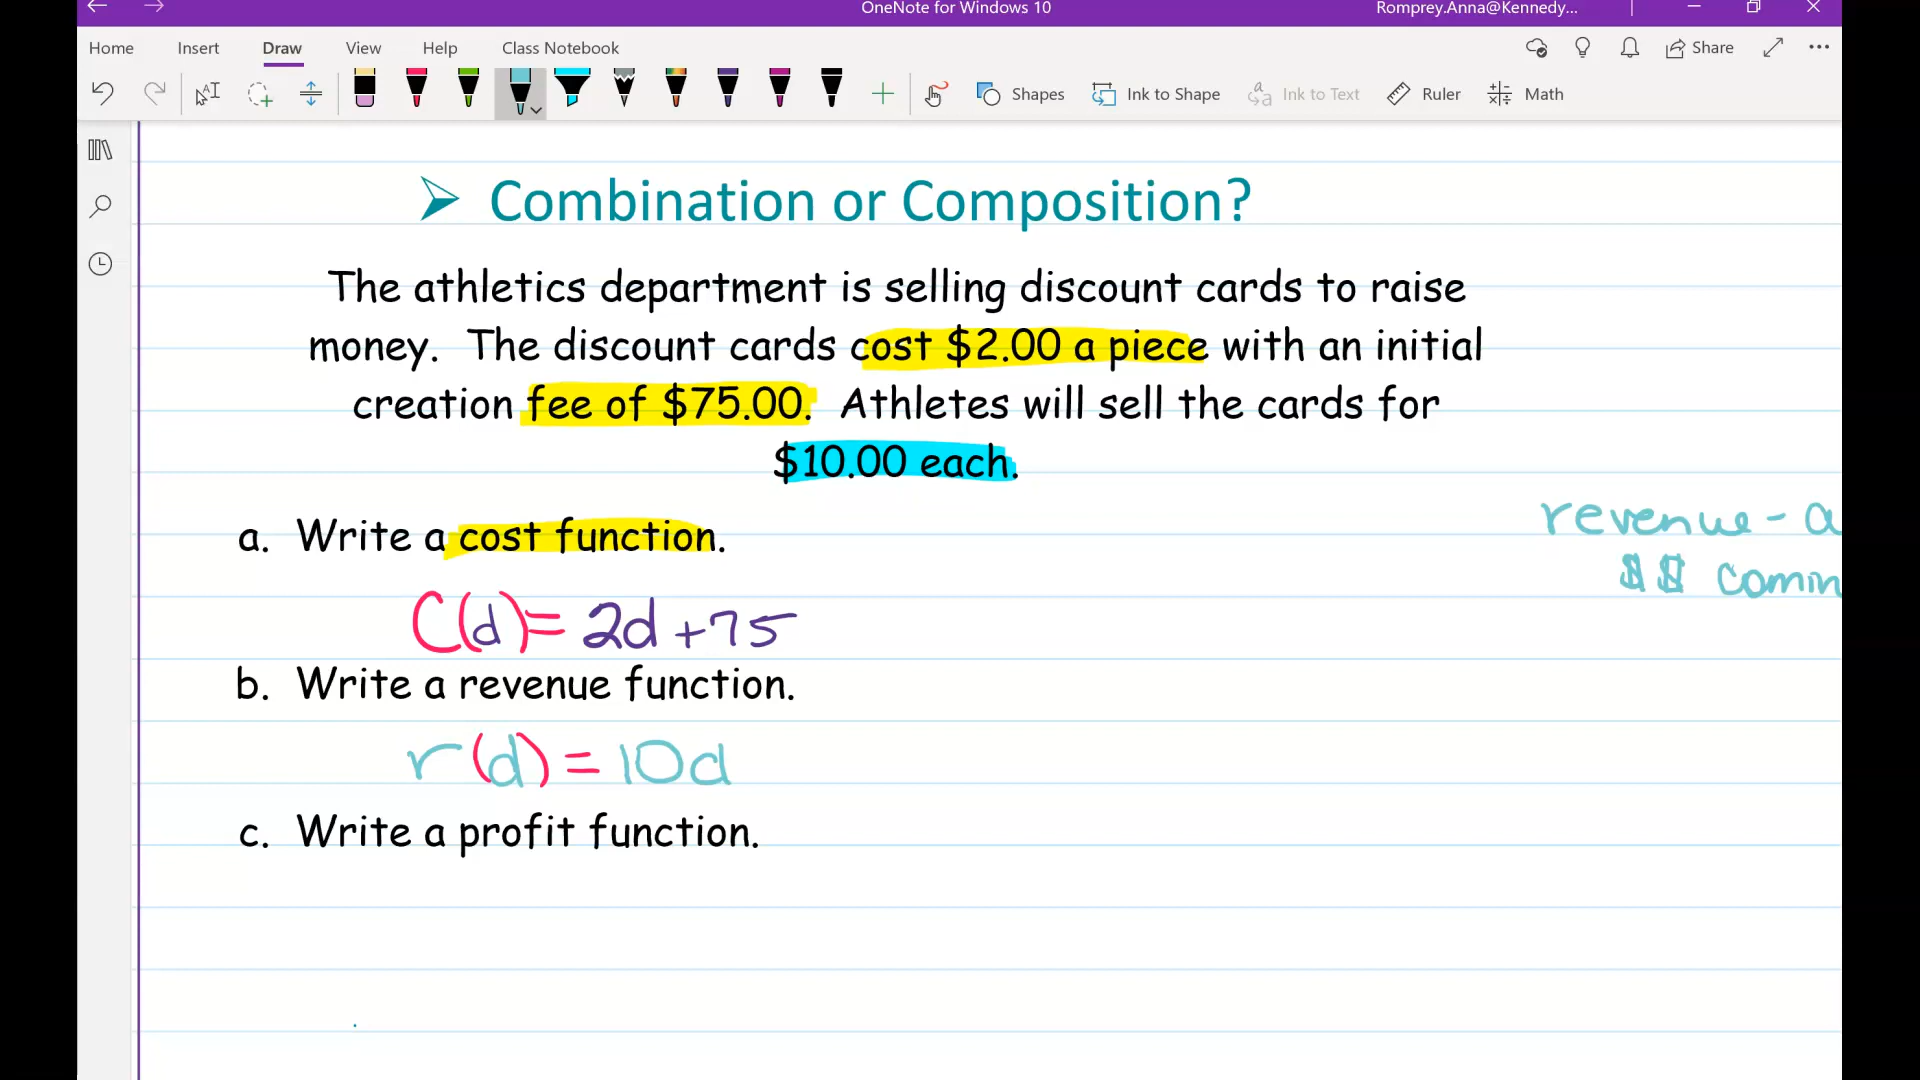 OneNote for Windows 10
Romprey.Anna@Kennedy...
Home Insert Draw View Help Class Notebook
Share
Shapes Ink to Shape Ink to Text Ruler Math
Combination or Composition?
The athletics department is selling discount cards to raise
money. The discount cards cost $2.00 a piece with an initial
creation fee of $75.00. Athletes will sell the cards for
$10.00 each.
a. Write a cost function.
revenue - a
$$ comin
C(d)= 2d +75
b. Write a revenue function.
r(d) = 10d
c. Write a profit function.